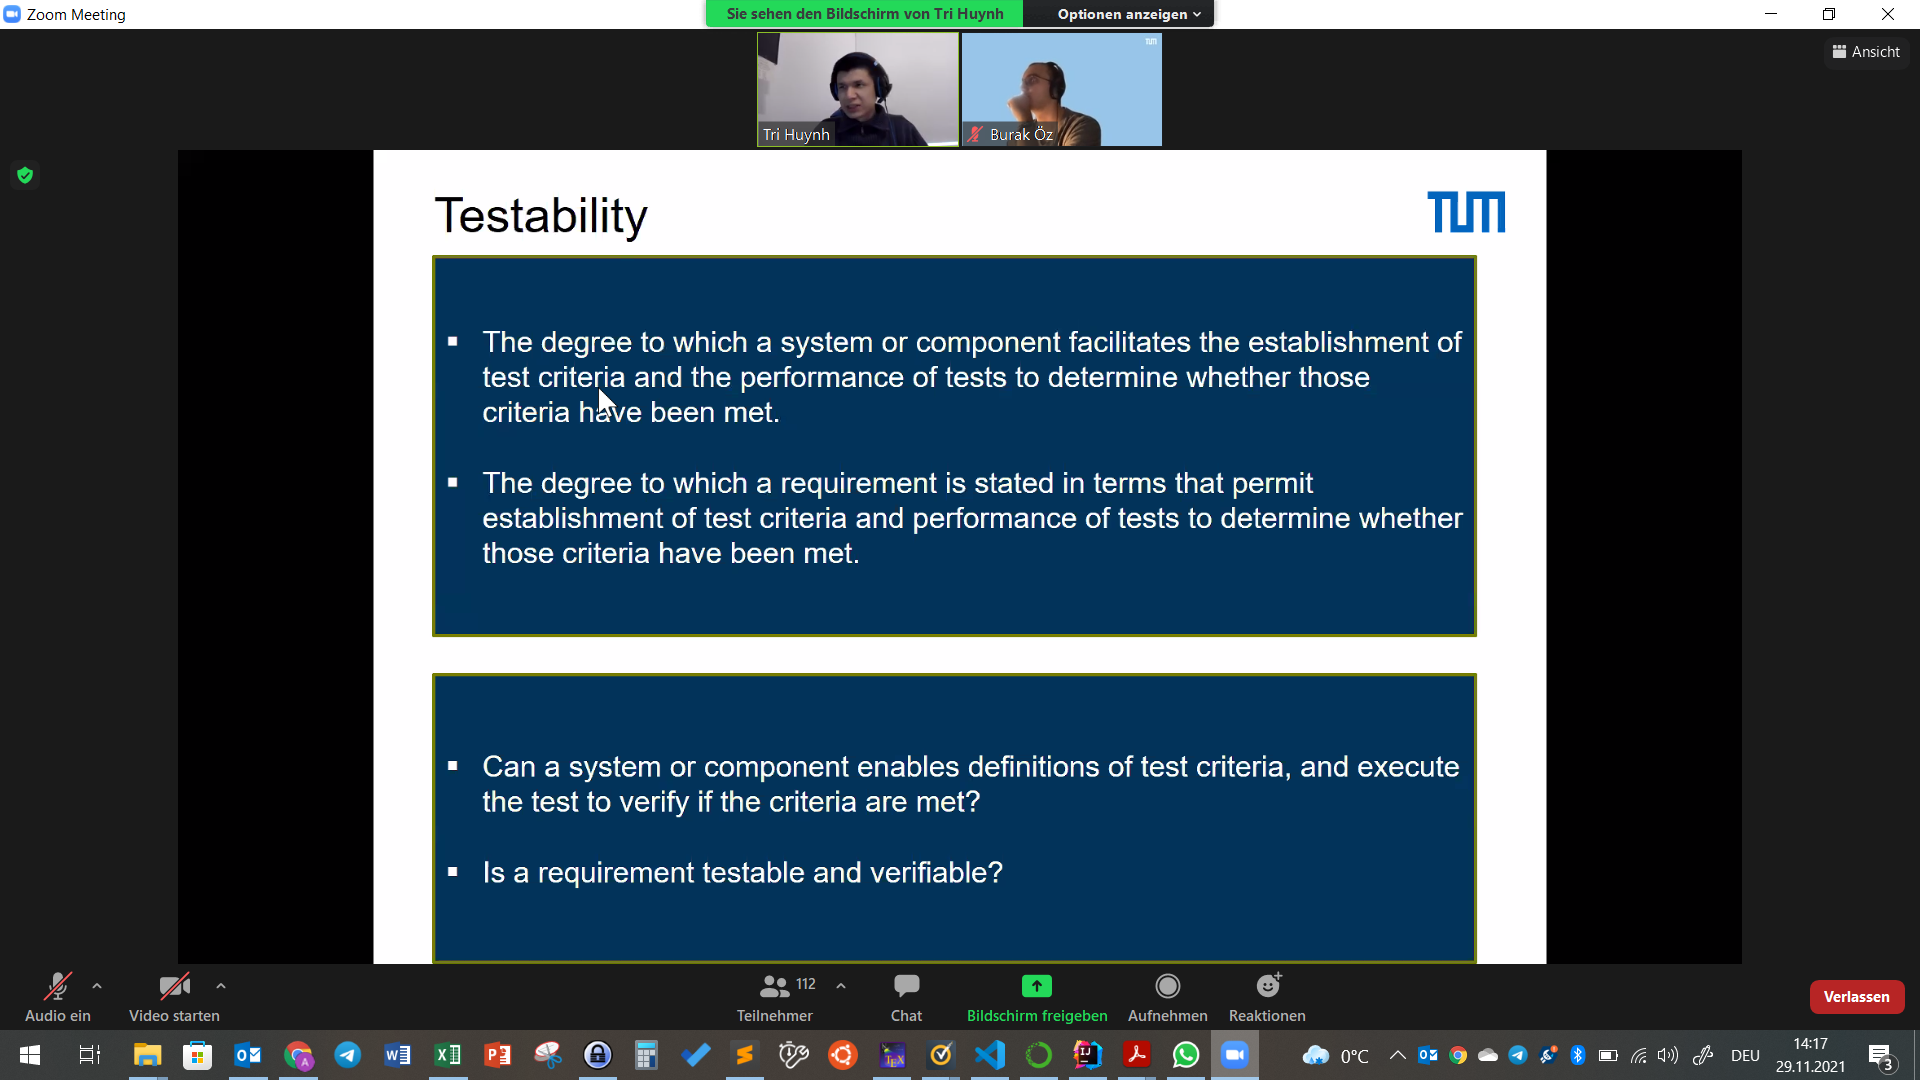 Zoom Meeting
Sie sehen den Bildschirm von Tri Huynh
Optionen anzeigen
Ansicht
TUM
Tri Huynh
Burak Öz
Testability
TUM
▪ The degree to which a system or component facilitates the establishment of
test criteria and the performance of tests to determine whether those
criteria have been met.
▪ The degree to which a requirement is stated in terms that permit
establishment of test criteria and performance of tests to determine whether
those criteria have been met.
▪ Can a system or component enables definitions of test criteria, and execute
the test to verify if the criteria are met?
▪ Is a requirement testable and verifiable?
Audio ein
Video starten
112
Teilnehmer
Chat
Bildschirm freigeben
Aufnehmen
Reaktionen
Verlassen
0°C
DEU
14:17
29.11.2021
3